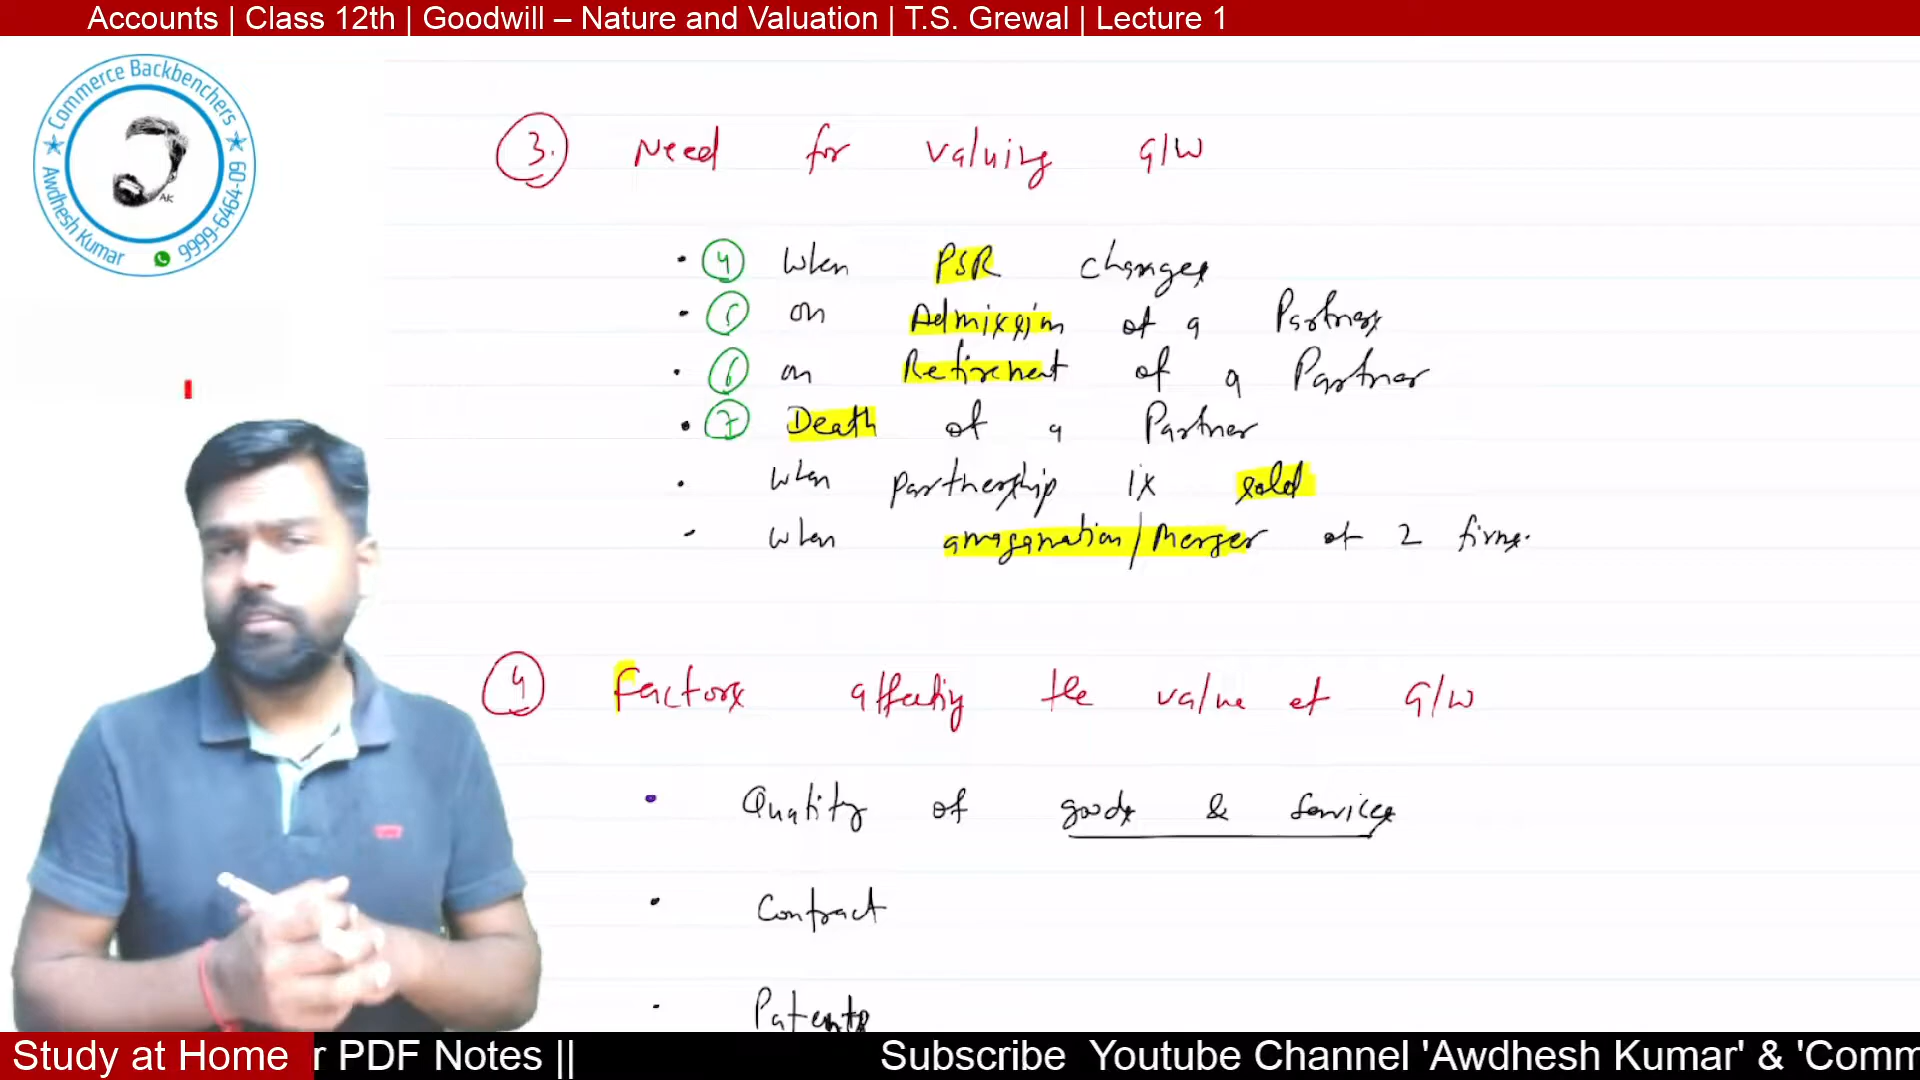 Accounts | Class 12th | Goodwill – Nature and Valuation | T.S. Grewal | Lecture 1
Commerce Backbenchers
AK
Awdhesh Kumar 9999-6464-09
3. Need for valuing G/W
• 4 When PSR changes
• 5 on Admission of a Partner
• 6 on Retirement of a Partner
• 7 Death of a Partner
• When partnership is sold
• When amagamation/Merger of 2 firms.
4 Factors affecting the value of G/W
• Quality of goods & Services
• Contract
• Patents
Study at Home r PDF Notes || Subscribe Youtube Channel 'Awdhesh Kumar' & 'Comm